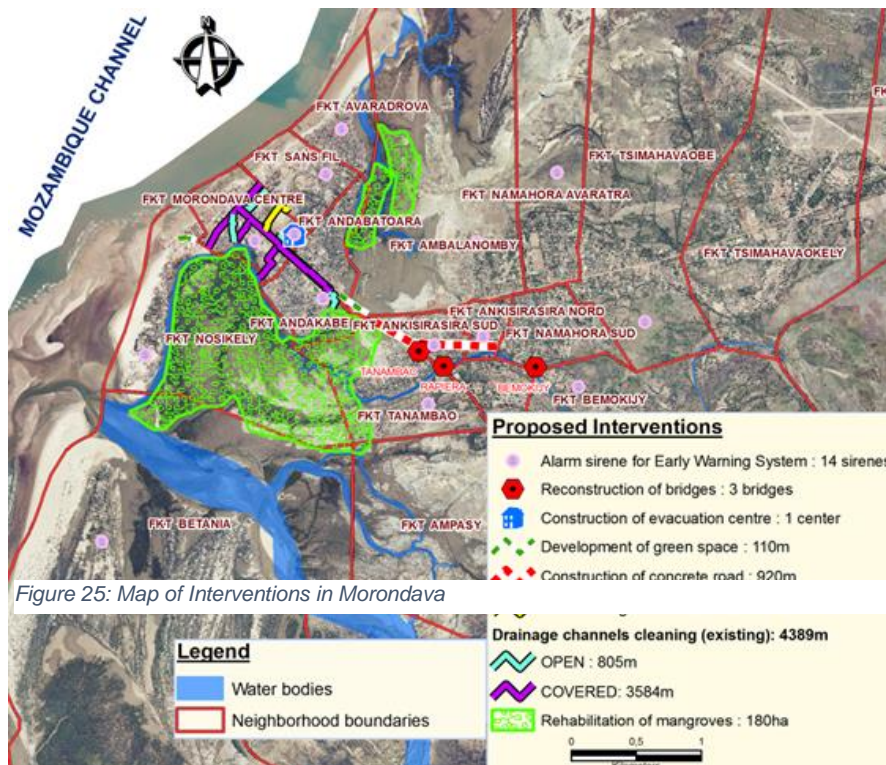 MOZAMBIQUE CHANNEL
N
FKT AVARADROVA
FKT SANS FIL
FKT TSIMAHAVAOBE
FKT NAMAHORA AVARATRA
FKT MORONDAVA CENTRE
FKT ANDABATOARA
FKT AMBALANOMBY
FKT TSIMAHAVAOKELY
FKT ANKISIRASIRA NORD
FKT ANDAKABE
FKT ANKISIRASIRA SUD
FKT NAMAHORA SUD
FKT NOSIKELY
TANAMBAO
RAPIERA
BEMOKIJY
FKT BEMOKIJY
FKT TANAMBAO
FKT BETANIA
FKT AMPASY
Proposed Interventions
Alarm sirene for Early Warning System : 14 sirenes
Reconstruction of bridges : 3 bridges
Construction of evacuation centre : 1 center
Development of green space : 110m
Construction of concrete road : 920m
Figure 25: Map of Interventions in Morondava
Drainage channels cleaning (existing): 4389m
OPEN : 805m
COVERED: 3584m
Rehabilitation of mangroves : 180ha
0 0,5 1
Legend
Water bodies
Neighborhood boundaries